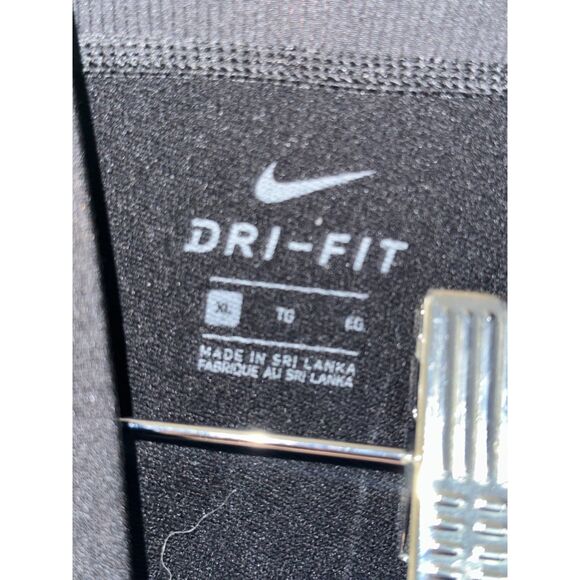 DRI-FIT
XL TG EG
MADE IN SRI LANKA
FABRIQUE AU SRI LANKA